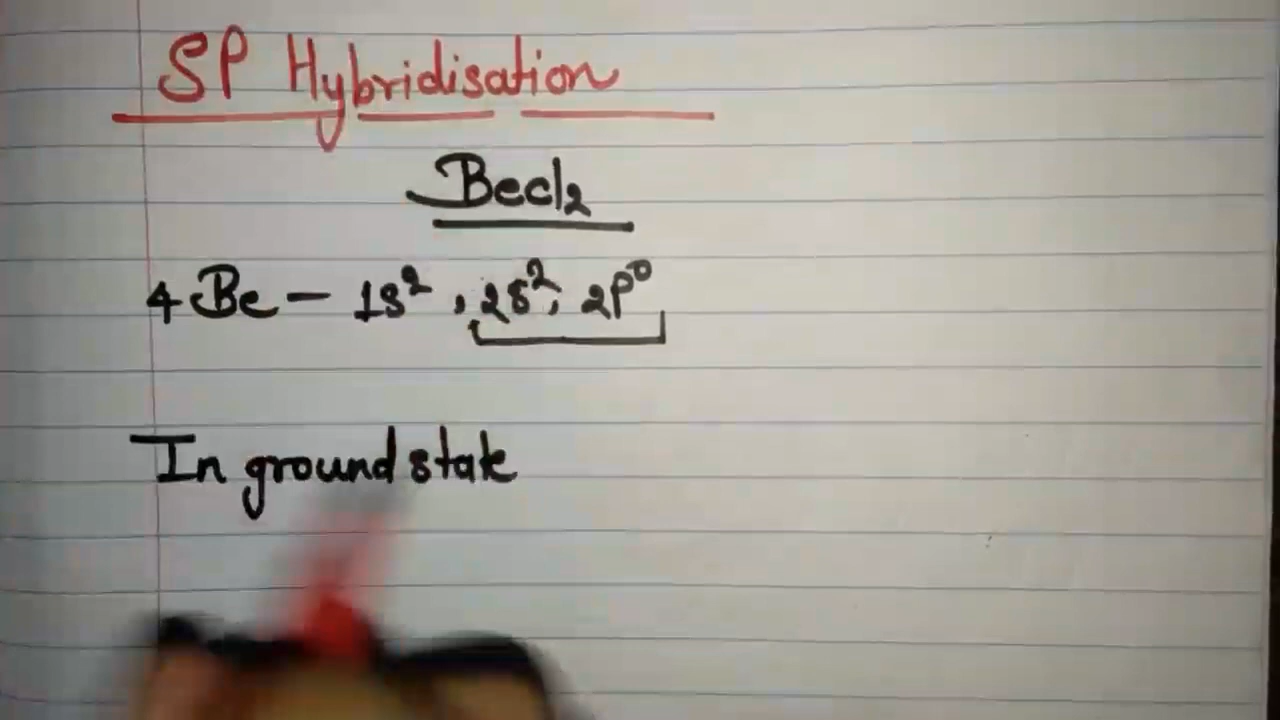 SP Hybridisation
Becl2
4 Be - 1s², 2s², 2p⁰
In ground state